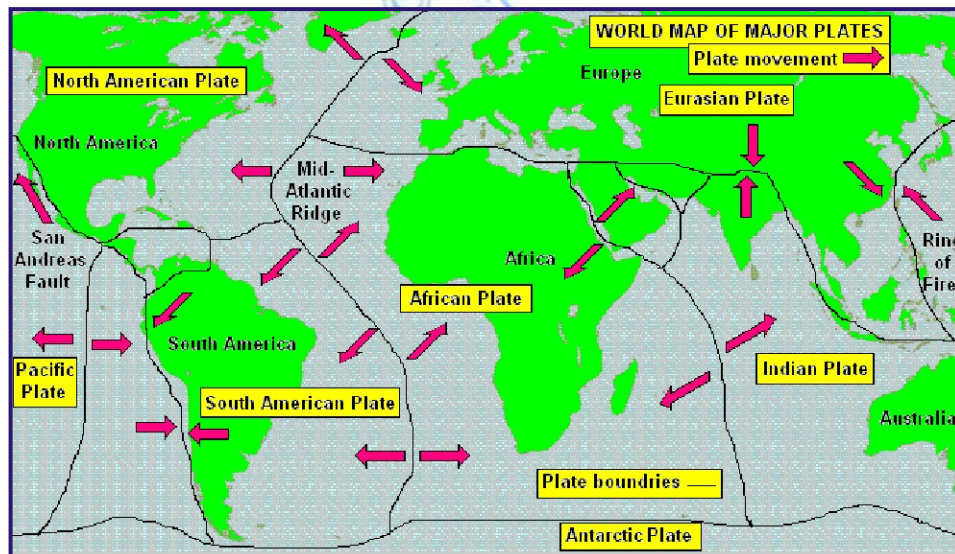 WORLD MAP OF MAJOR PLATES
Plate movement
North American Plate
Europe
Eurasian Plate
North America
Mid-
Atlantic
Ridge
San
Andreas
Fault
Africa
Ring
of
Fire
African Plate
South America
Pacific
Plate
South American Plate
Indian Plate
Australia
Plate boundries
Antarctic Plate